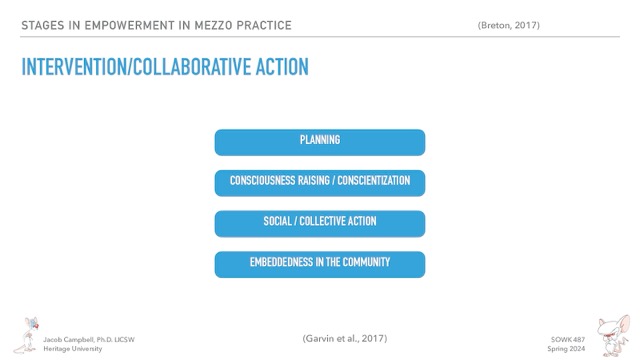 STAGES IN EMPOWERMENT IN MEZZO PRACTICE
(Breton, 2017)
INTERVENTION/COLLABORATIVE ACTION
PLANNING
CONSCIOUSNESS RAISING / CONSCIENTIZATION
SOCIAL / COLLECTIVE ACTION
EMBEDDEDNESS IN THE COMMUNITY
Jacob Campbell, Ph.D. LICSW
Heritage University
(Garvin et al., 2017)
SOWK 487
Spring 2024